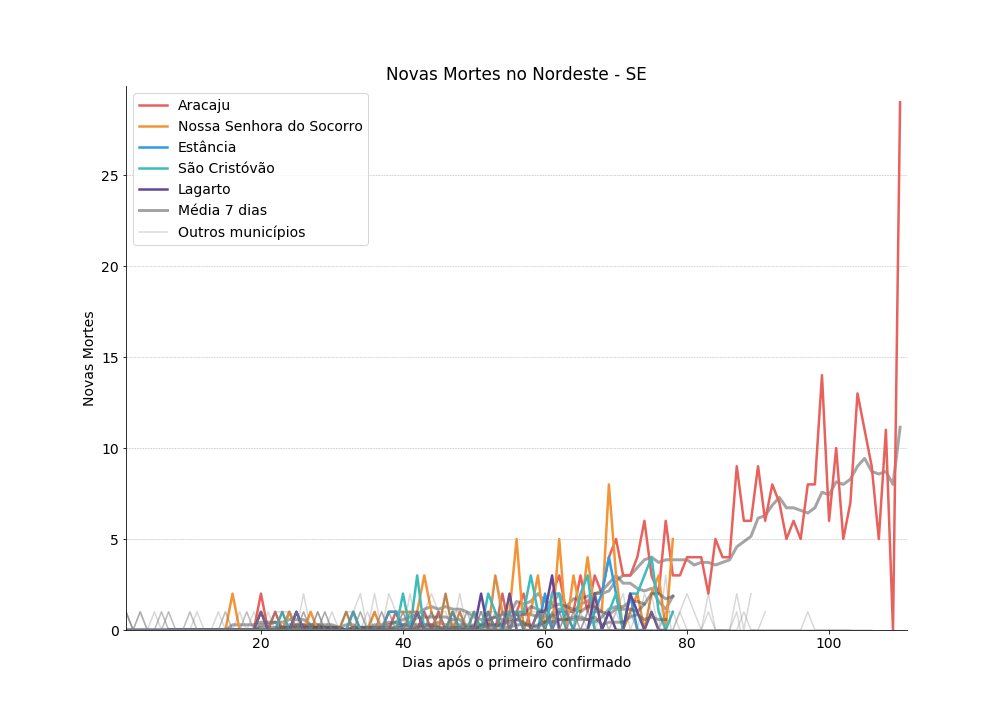 Novas Mortes no Nordeste - SE
Aracaju
Nossa Senhora do Socorro
Estância
São Cristóvão
Lagarto
Média 7 dias
Outros municípios
Novas Mortes
25
20
15
10
5
0
20 40 60 80 100
Dias após o primeiro confirmado